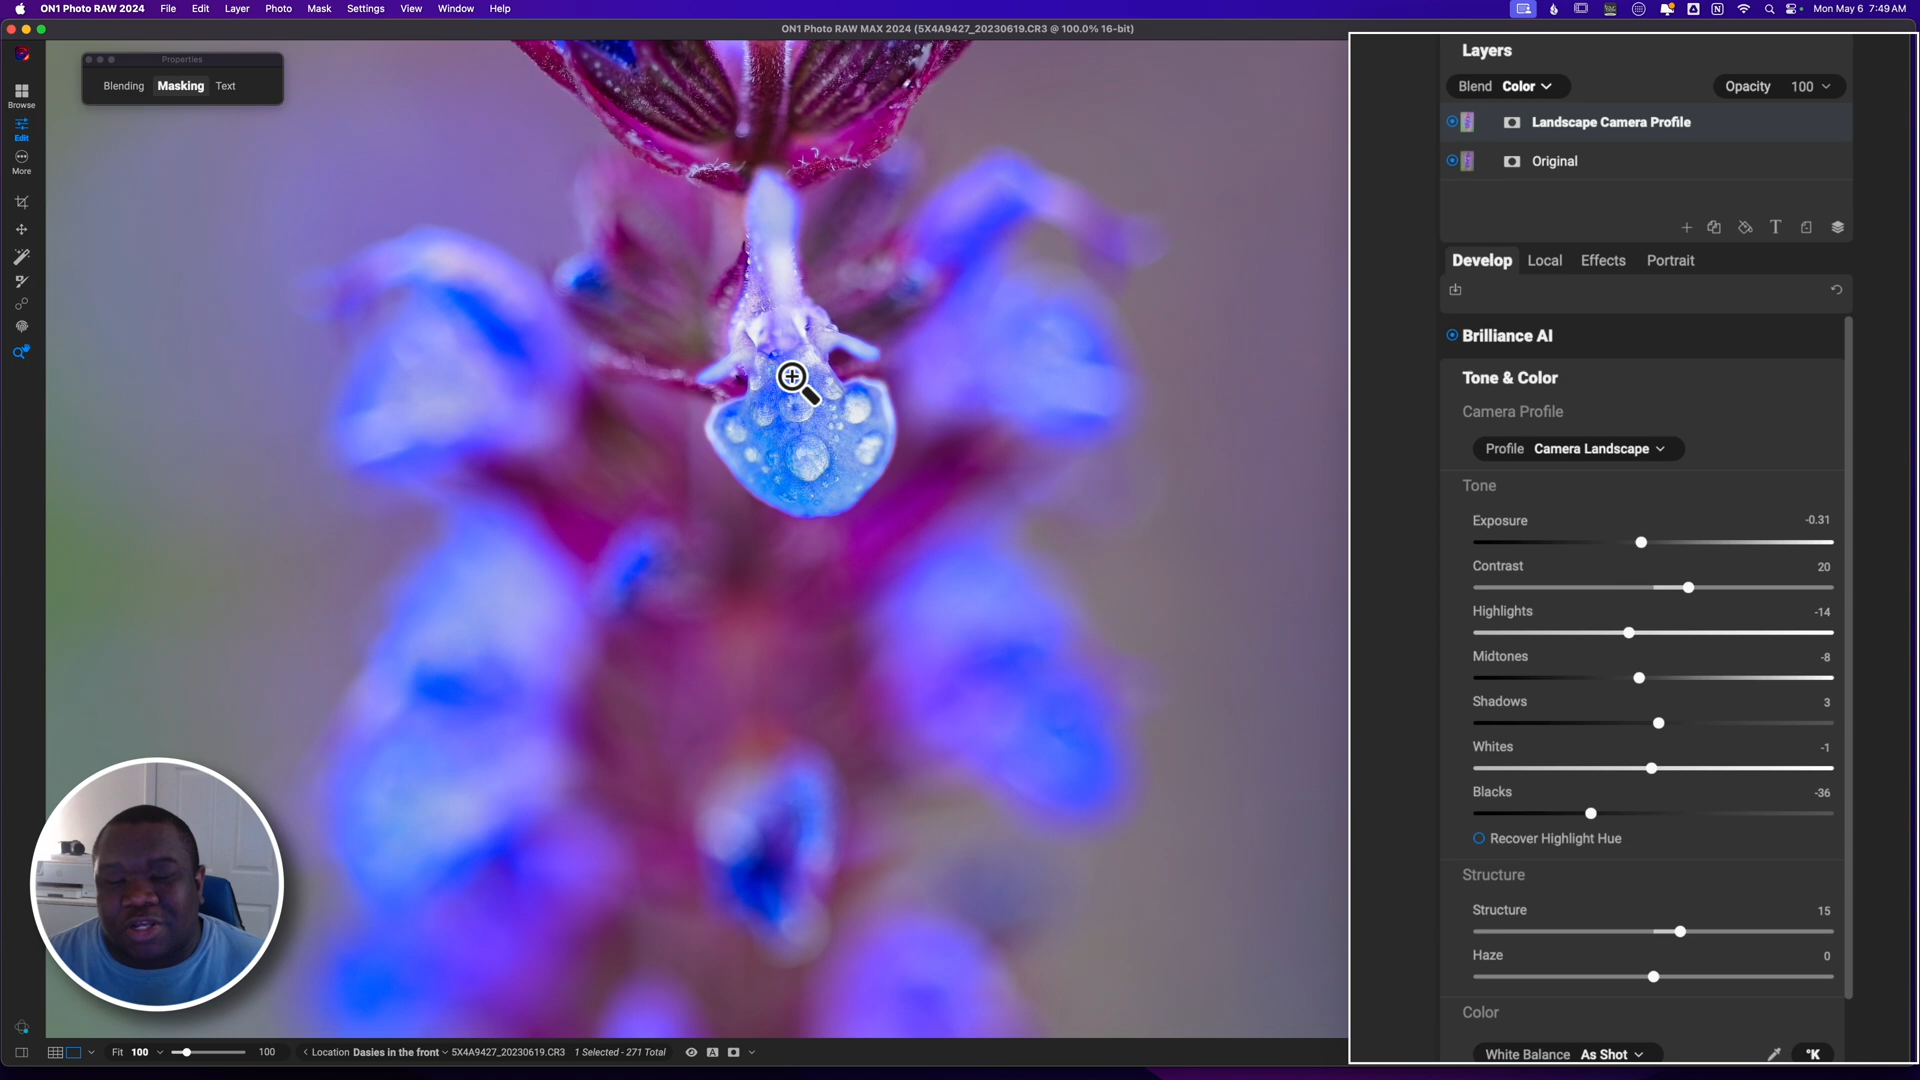 ON1 Photo RAW MAX 2024 File Edit Layer Photo Mask Settings View Window Help Mon May 6 7:49 AM
ON1 Photo RAW MAX 2024 (5X4A9427_20230619.CR3 @ 100.0% 16-bit)
Properties
Blending Masking Text
Browse
Edit
More
Layers
Blend Color Opacity 100
Landscape Camera Profile
Original
Develop Local Effects Portrait
Brilliance AI
Tone & Color
Camera Profile
Profile Camera Landscape
Tone
Exposure -0.31
Contrast 20
Highlights -14
Midtones -8
Shadows 3
Whites -1
Blacks -36
Recover Highlight Hue
Structure
Structure 15
Haze 0
Color
White Balance As Shot °K
Fit 100 100 Location Dasies in the front 5X4A9427_20230619.CR3 1 Selected - 271 Total